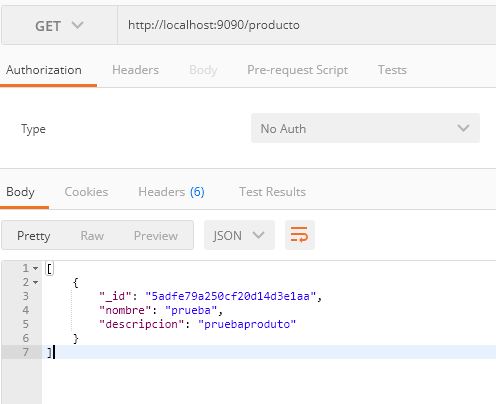 GET http://localhost:9090/producto
Authorization Headers Body Pre-request Script Tests
Type No Auth
Body Cookies Headers (6) Test Results
Pretty Raw Preview JSON
1 [
2 {
3 "_id": "5adfe79a250cf20d14d3e1aa",
4 "nombre": "prueba",
5 "descripcion": "pruebaproduto"
6 }
7 ]